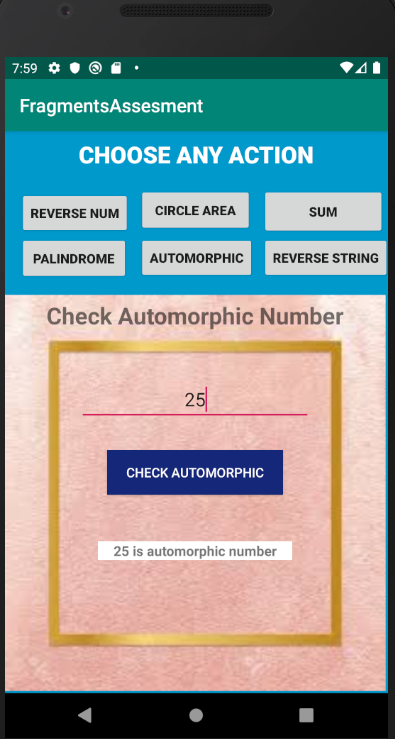 7:59
FragmentsAssesment
CHOOSE ANY ACTION
REVERSE NUM CIRCLE AREA SUM
PALINDROME AUTOMORPHIC REVERSE STRING
Check Automorphic Number
25
CHECK AUTOMORPHIC
25 is automorphic number